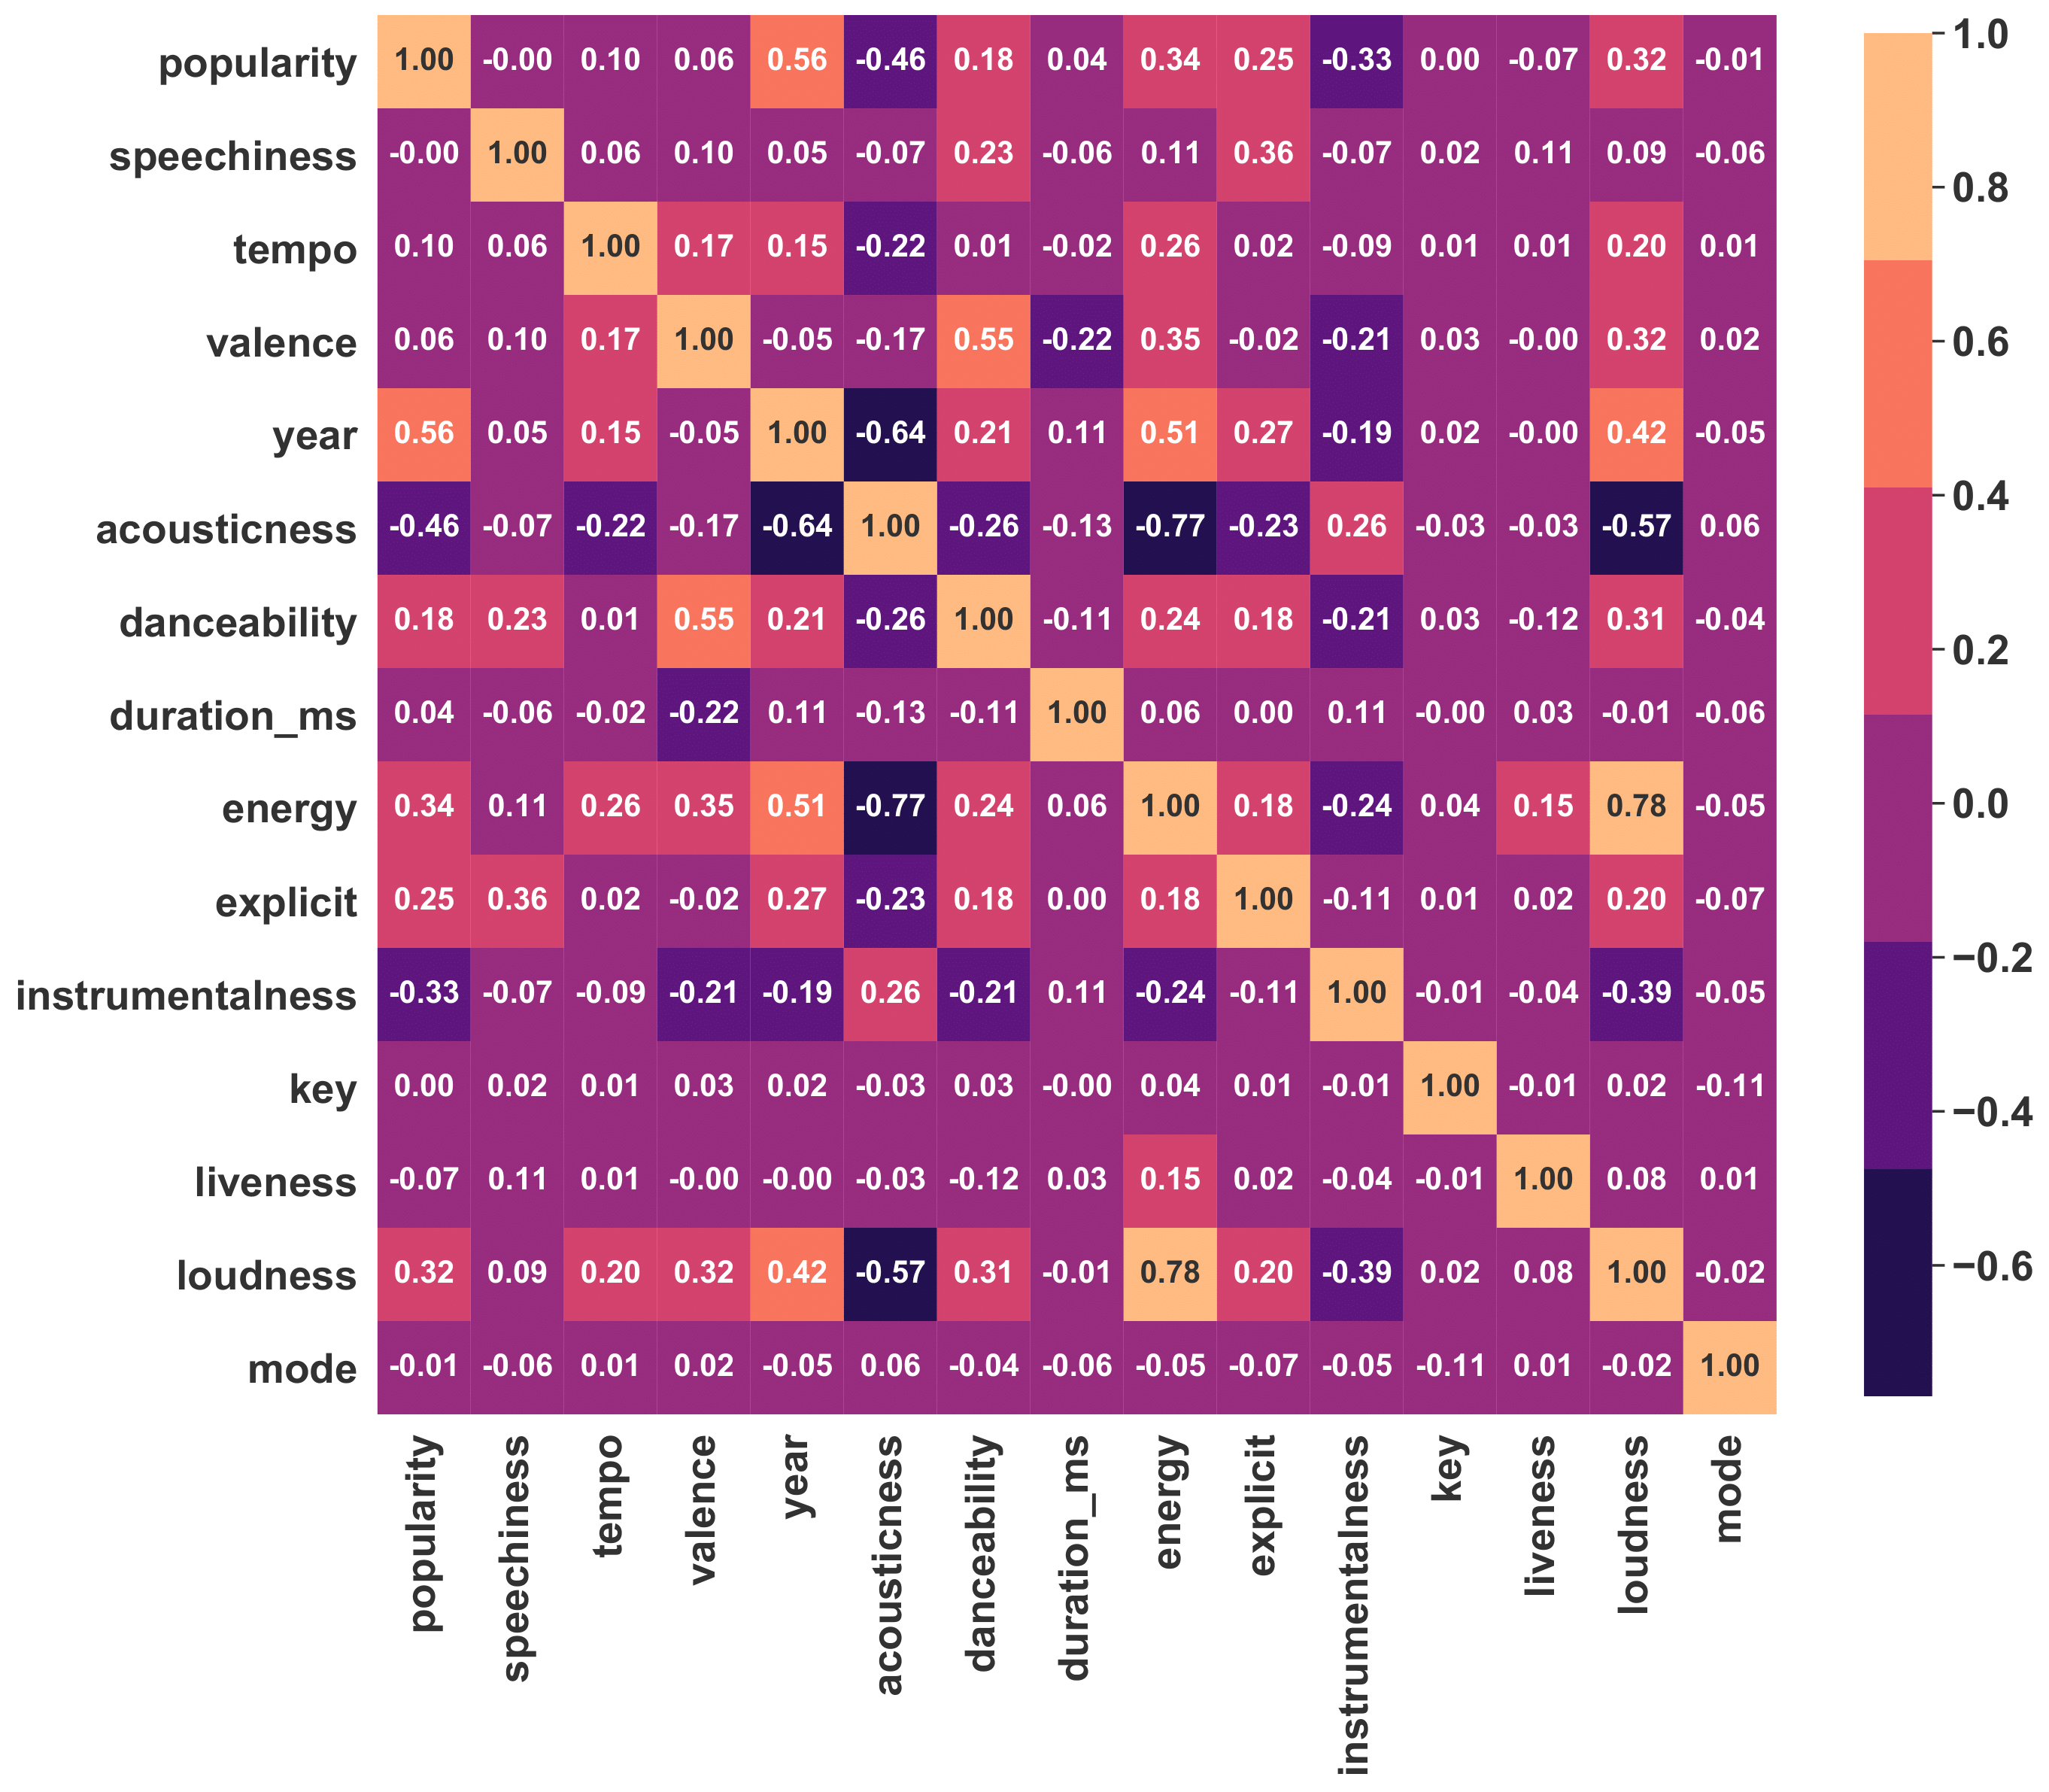 popularity 1.00 -0.00 0.10 0.06 0.56 -0.46 0.18 0.04 0.34 0.25 -0.33 0.00 -0.07 0.32 -0.01
speechiness -0.00 1.00 0.06 0.10 0.05 -0.07 0.23 -0.06 0.11 0.36 -0.07 0.02 0.11 0.09 -0.06
tempo 0.10 0.06 1.00 0.17 0.15 -0.22 0.01 -0.02 0.26 0.02 -0.09 0.01 0.01 0.20 0.01
valence 0.06 0.10 0.17 1.00 -0.05 -0.17 0.55 -0.22 0.35 -0.02 -0.21 0.03 -0.00 0.32 0.02
year 0.56 0.05 0.15 -0.05 1.00 -0.64 0.21 0.11 0.51 0.27 -0.19 0.02 -0.00 0.42 -0.05
acousticness -0.46 -0.07 -0.22 -0.17 -0.64 1.00 -0.26 -0.13 -0.77 -0.23 0.26 -0.03 -0.03 -0.57 0.06
danceability 0.18 0.23 0.01 0.55 0.21 -0.26 1.00 -0.11 0.24 0.18 -0.21 0.03 -0.12 0.31 -0.04
duration_ms 0.04 -0.06 -0.02 -0.22 0.11 -0.13 -0.11 1.00 0.06 0.00 0.11 -0.00 0.03 -0.01 -0.06
energy 0.34 0.11 0.26 0.35 0.51 -0.77 0.24 0.06 1.00 0.18 -0.24 0.04 0.15 0.78 -0.05
explicit 0.25 0.36 0.02 -0.02 0.27 -0.23 0.18 0.00 0.18 1.00 -0.11 0.01 0.02 0.20 -0.07
instrumentalness -0.33 -0.07 -0.09 -0.21 -0.19 0.26 -0.21 0.11 -0.24 -0.11 1.00 -0.01 -0.04 -0.39 -0.05
key 0.00 0.02 0.01 0.03 0.02 -0.03 0.03 -0.00 0.04 0.01 -0.01 1.00 -0.01 0.02 -0.11
liveness -0.07 0.11 0.01 -0.00 -0.00 -0.03 -0.12 0.03 0.15 0.02 -0.04 -0.01 1.00 0.08 0.01
loudness 0.32 0.09 0.20 0.32 0.42 -0.57 0.31 -0.01 0.78 0.20 -0.39 0.02 0.08 1.00 -0.02
mode -0.01 -0.06 0.01 0.02 -0.05 0.06 -0.04 -0.06 -0.05 -0.07 -0.05 -0.11 0.01 -0.02 1.00
popularity
speechiness
tempo
valence
year
acousticness
danceability
duration_ms
energy
explicit
instrumentalness
key
liveness
loudness
mode
1.0
0.8
0.6
0.4
0.2
0.0
−0.2
−0.4
−0.6